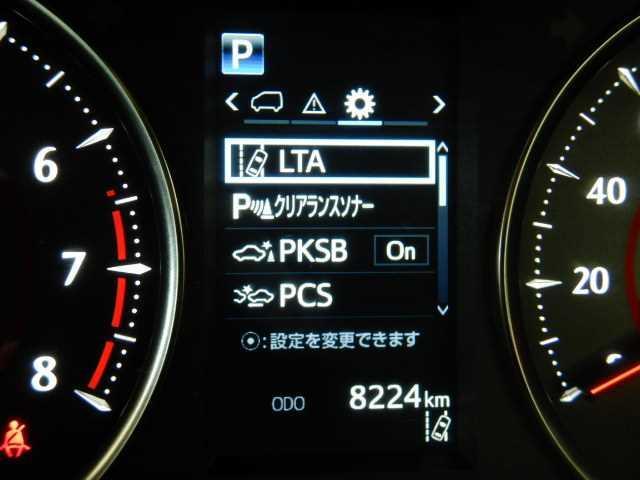 P
LTA
クリアランスソナー
PKSB On
PCS
:設定を変更できます
ODO 8224 km
6
7
8
40
20